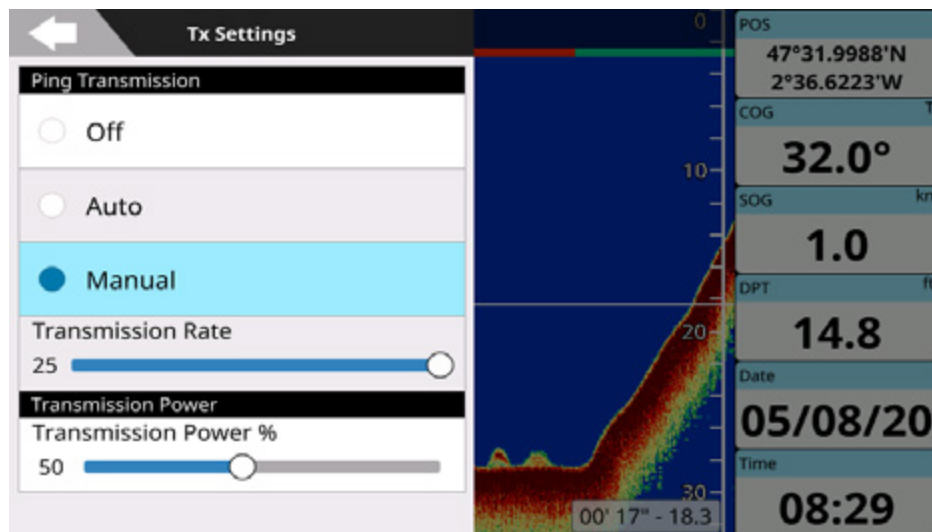 Tx Settings
Ping Transmission
Off
Auto
Manual
Transmission Rate
25
Transmission Power
Transmission Power %
50
0
10
20
30
00' 17" - 18.3
POS
47°31.9988'N
2°36.6223'W
COG
T
32.0°
SOG
kn
1.0
DPT
ft
14.8
Date
05/08/20
Time
08:29